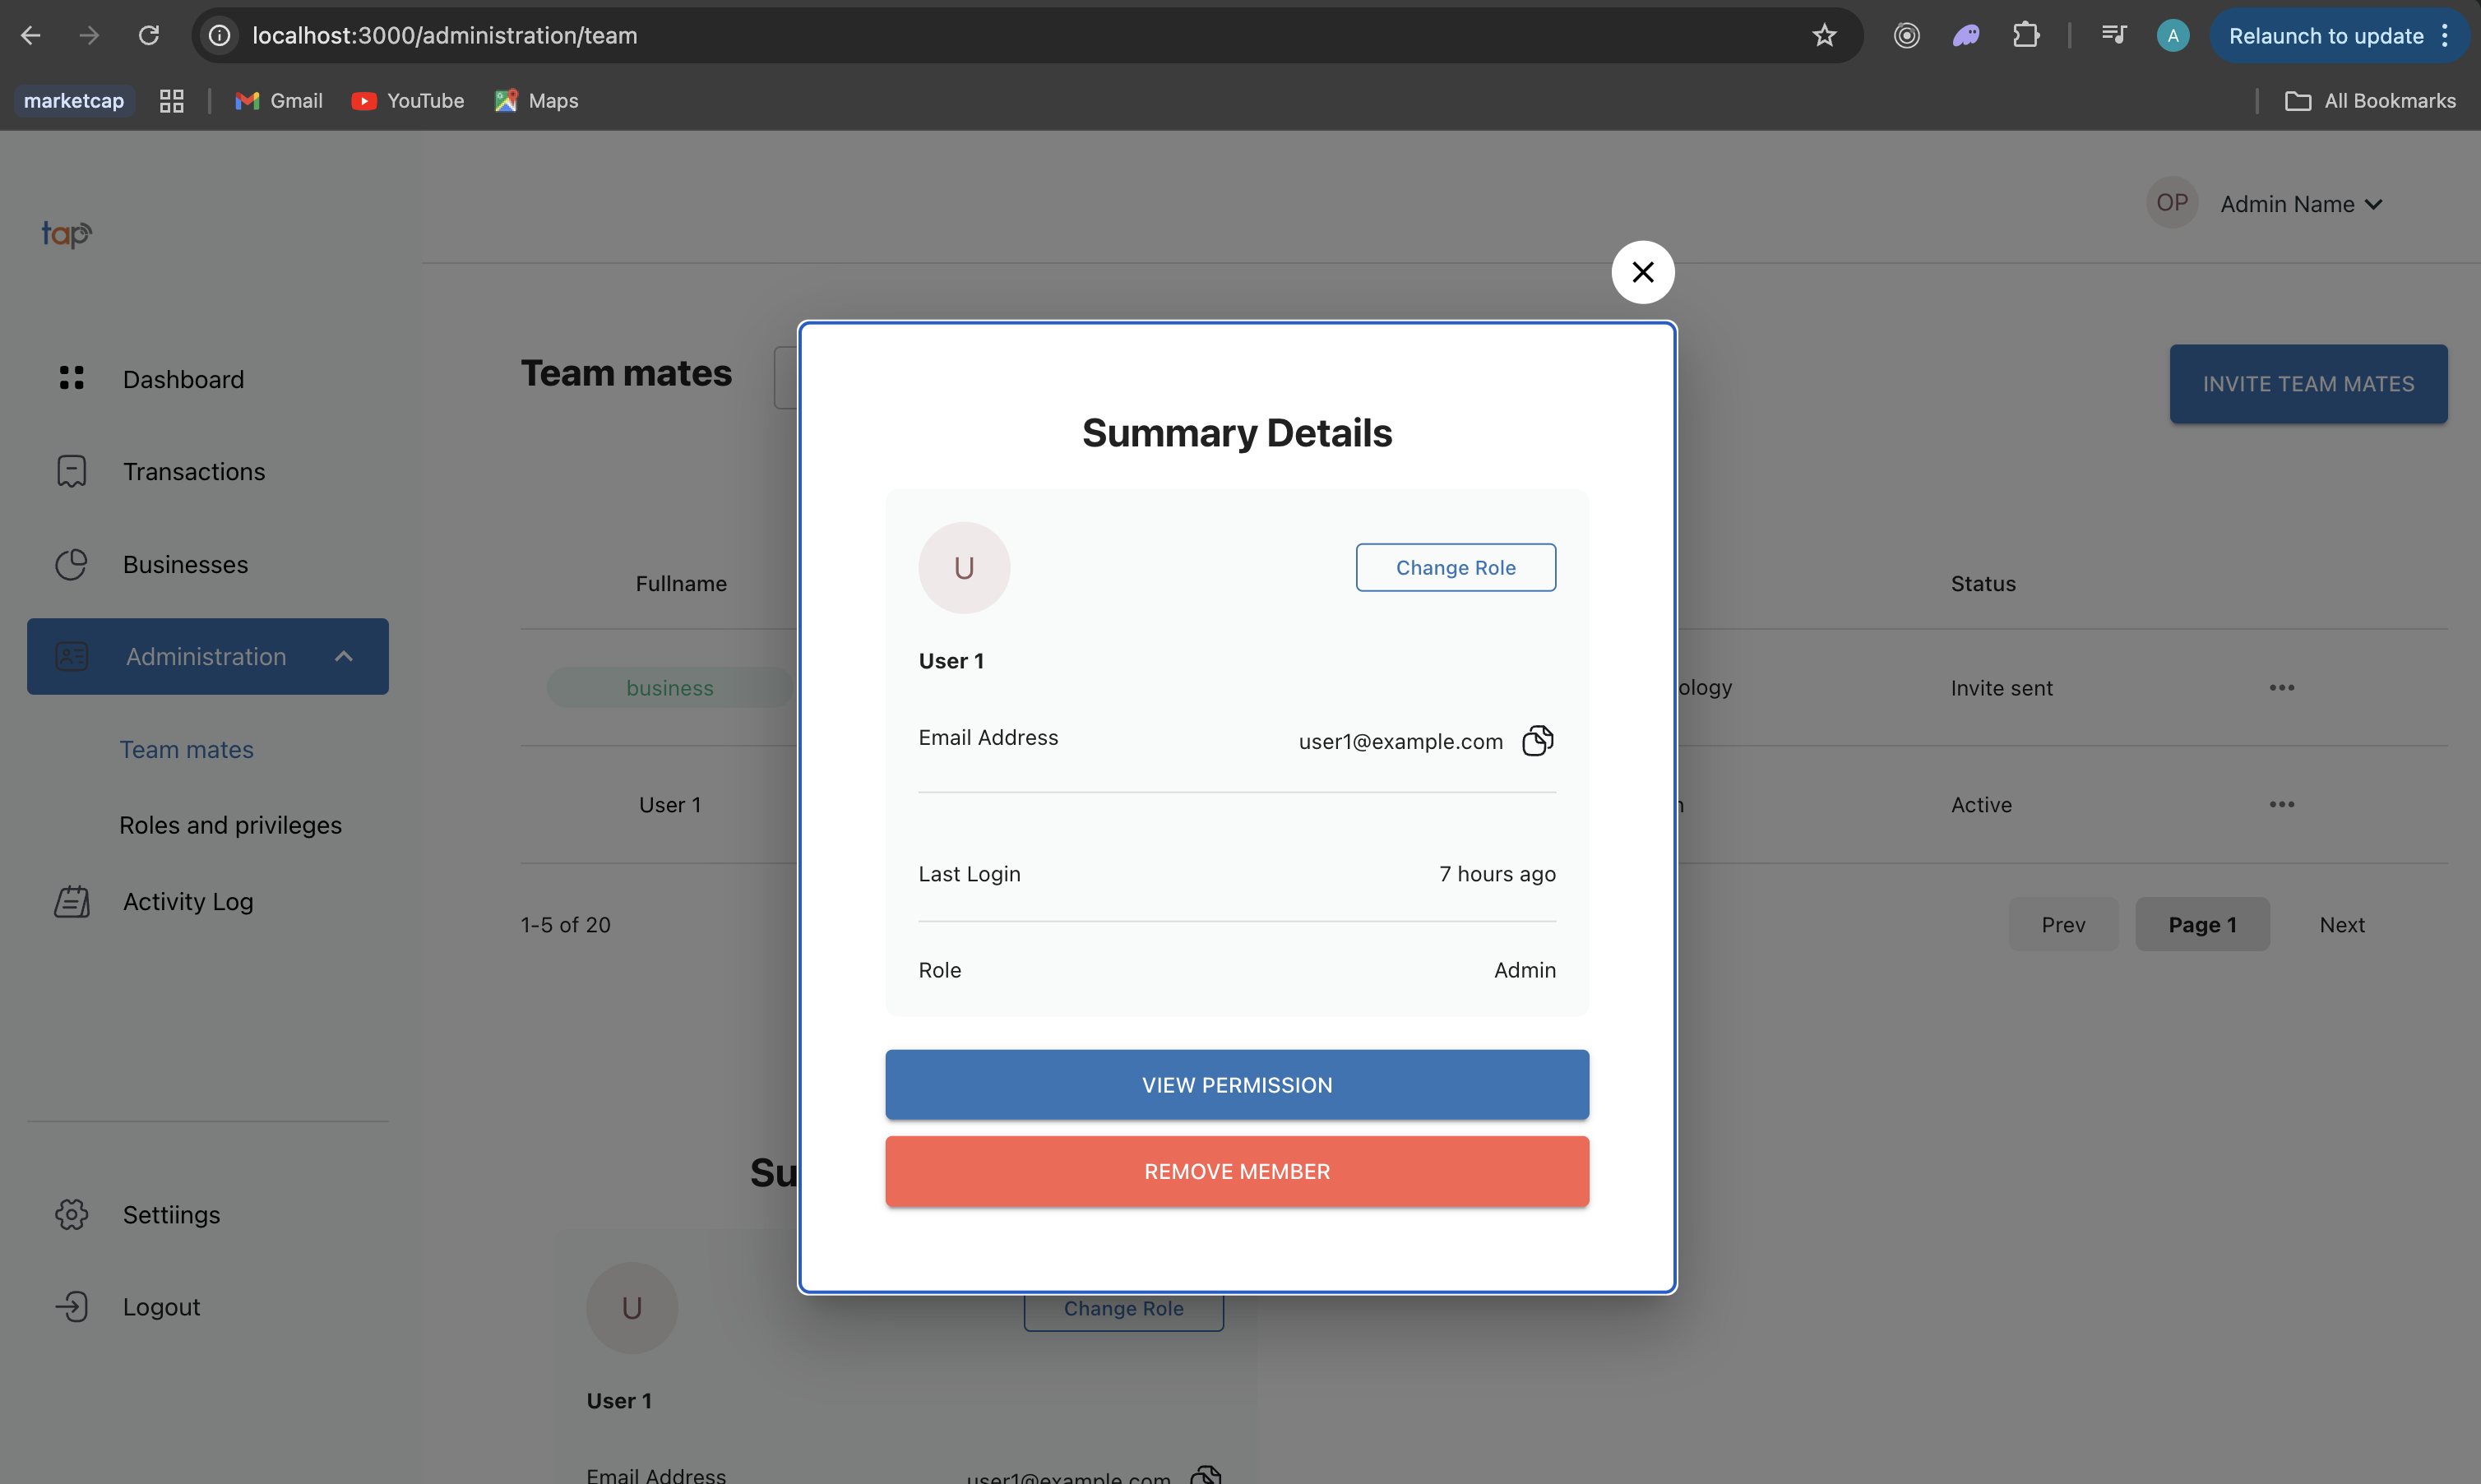 localhost:3000/administration/team
A
Relaunch to update
marketcap
Gmail
YouTube
Maps
All Bookmarks
tap
OP
Admin Name
Dashboard
Transactions
Businesses
Administration
Team mates
Roles and privileges
Activity Log
Settiings
Logout
Team mates
INVITE TEAM MATES
Fullname
Status
business
ology
Invite sent
User 1
Active
1-5 of 20
Prev
Page 1
Next
Summary Details
U
Change Role
User 1
Email Address
user1@example.com
Last Login
7 hours ago
Role
Admin
VIEW PERMISSION
REMOVE MEMBER
Su
U
Change Role
User 1
Email Address
user1@example.com